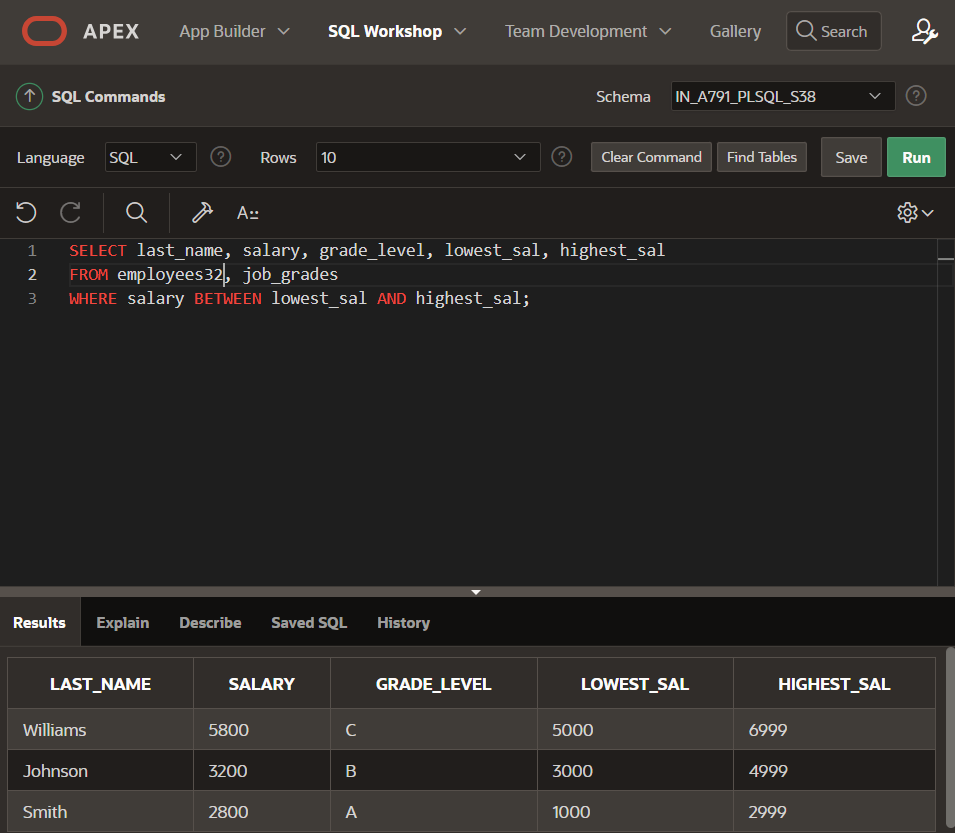 APEX App Builder SQL Workshop Team Development Gallery Search
SQL Commands Schema IN_A791_PLSQL_S38 ?
Language SQL ? Rows 10 ? Clear Command Find Tables Save Run
A::
1 SELECT last_name, salary, grade_level, lowest_sal, highest_sal
2 FROM employees32, job_grades
3 WHERE salary BETWEEN lowest_sal AND highest_sal;
Results Explain Describe Saved SQL History
LAST_NAME SALARY GRADE_LEVEL LOWEST_SAL HIGHEST_SAL
Williams 5800 C 5000 6999
Johnson 3200 B 3000 4999
Smith 2800 A 1000 2999